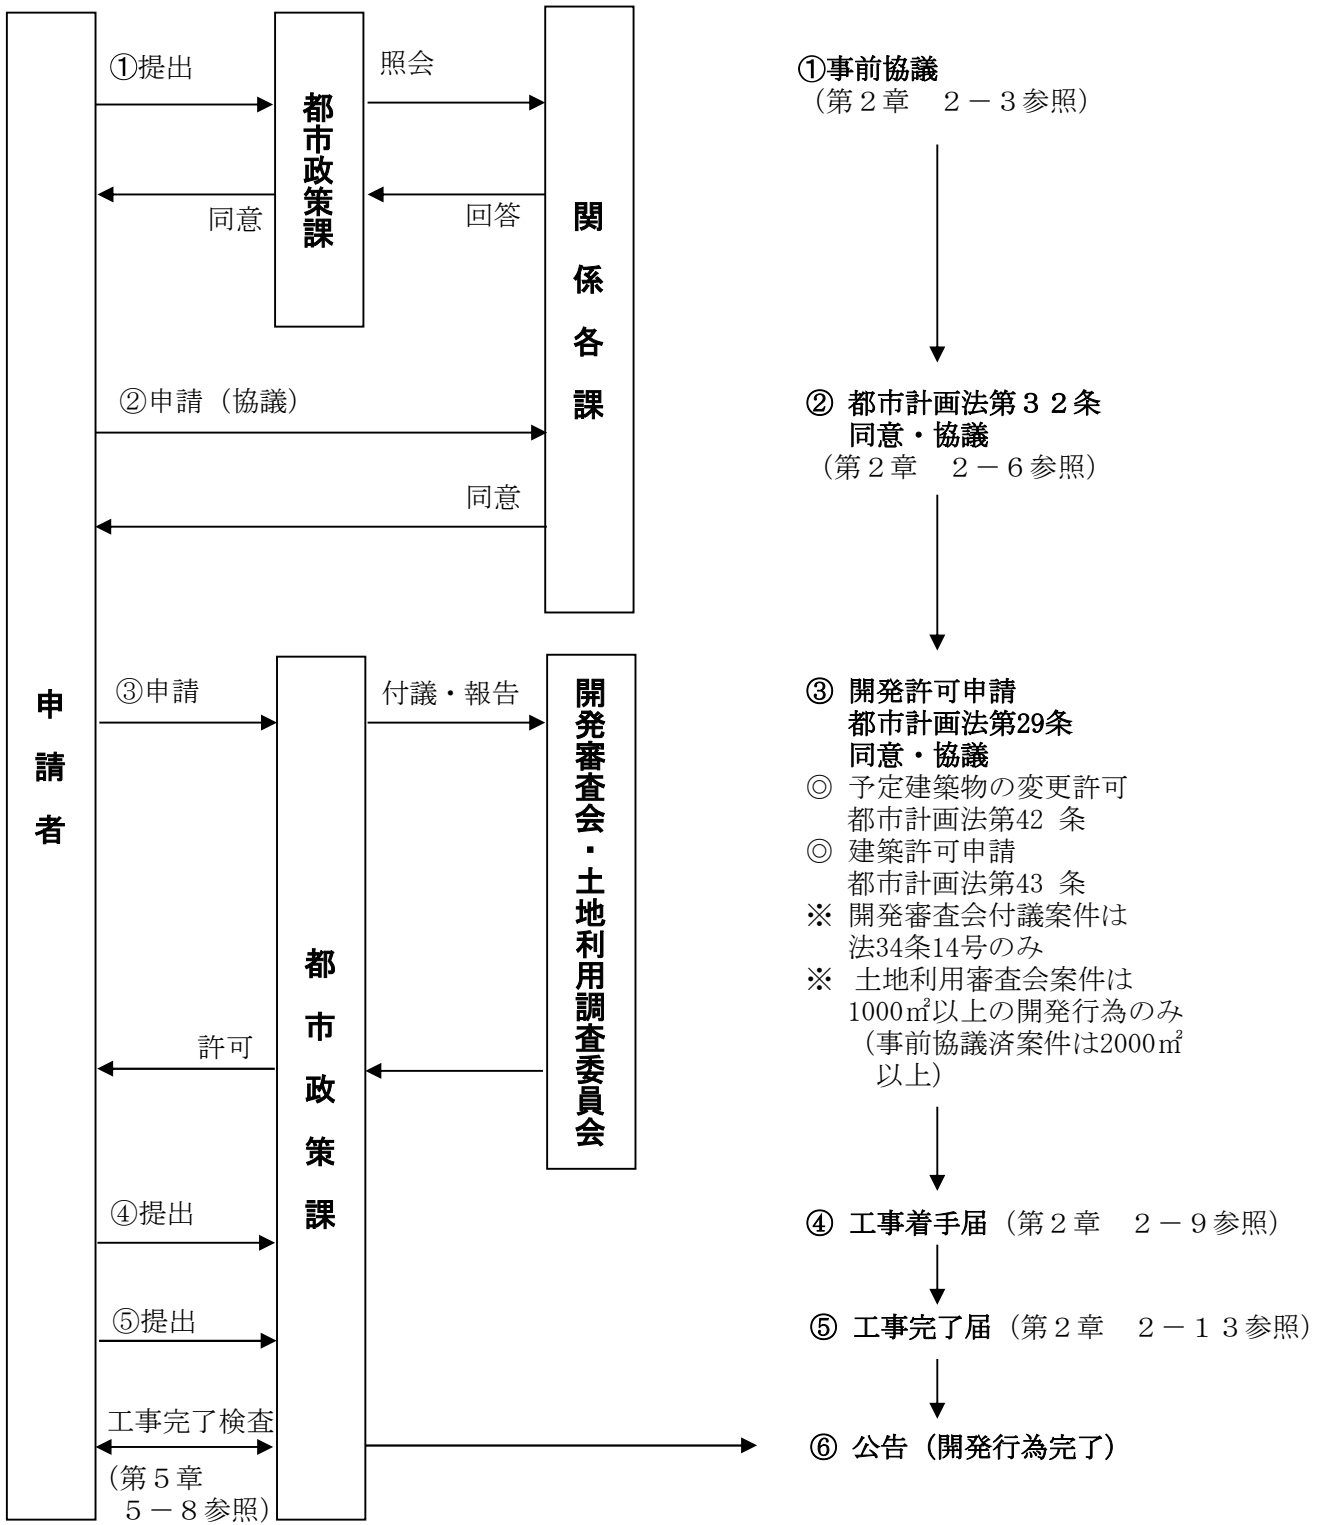 ①提出
照会
都市政策課
同意
回答
関係各課
②申請（協議）
同意
申請者
③申請
付議・報告
開発審査会・土地利用調査委員会
都市政策課
許可
④提出
⑤提出
工事完了検査
（第５章
５－８参照）
①事前協議
（第２章　２－３参照）
② 都市計画法第３２条
同意・協議
（第２章　２－６参照）
③ 開発許可申請
都市計画法第29条
同意・協議
◎ 予定建築物の変更許可
都市計画法第42 条
◎ 建築許可申請
都市計画法第43 条
※ 開発審査会付議案件は
法34条14号のみ
※ 土地利用審査会案件は
1000㎡以上の開発行為のみ
（事前協議済案件は2000㎡
以上）
④ 工事着手届（第２章　２－９参照）
⑤ 工事完了届（第２章　２－１３参照）
⑥ 公告（開発行為完了）